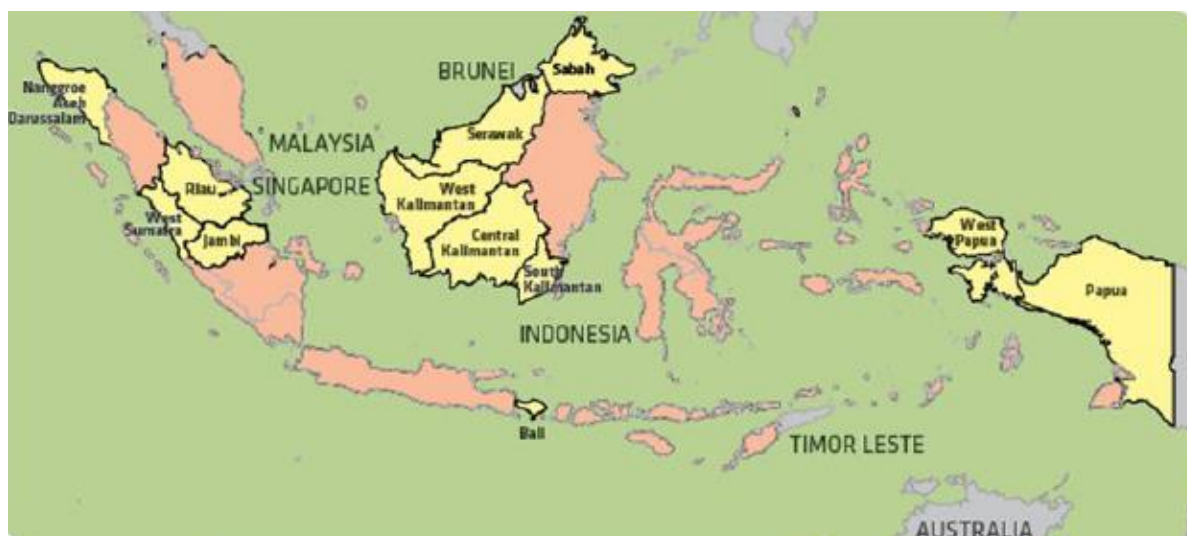 BRUNEI
Sabah
Nanggroe
Aceh
Darussalam
MALAYSIA
Serawak
Riau
SINGAPORE
West
Kalimantan
West
Sumatra
Jambi
Central
Kalimantan
South
Kalimantan
West
Papua
Papua
INDONESIA
Bali
TIMOR LESTE
AUSTRALIA